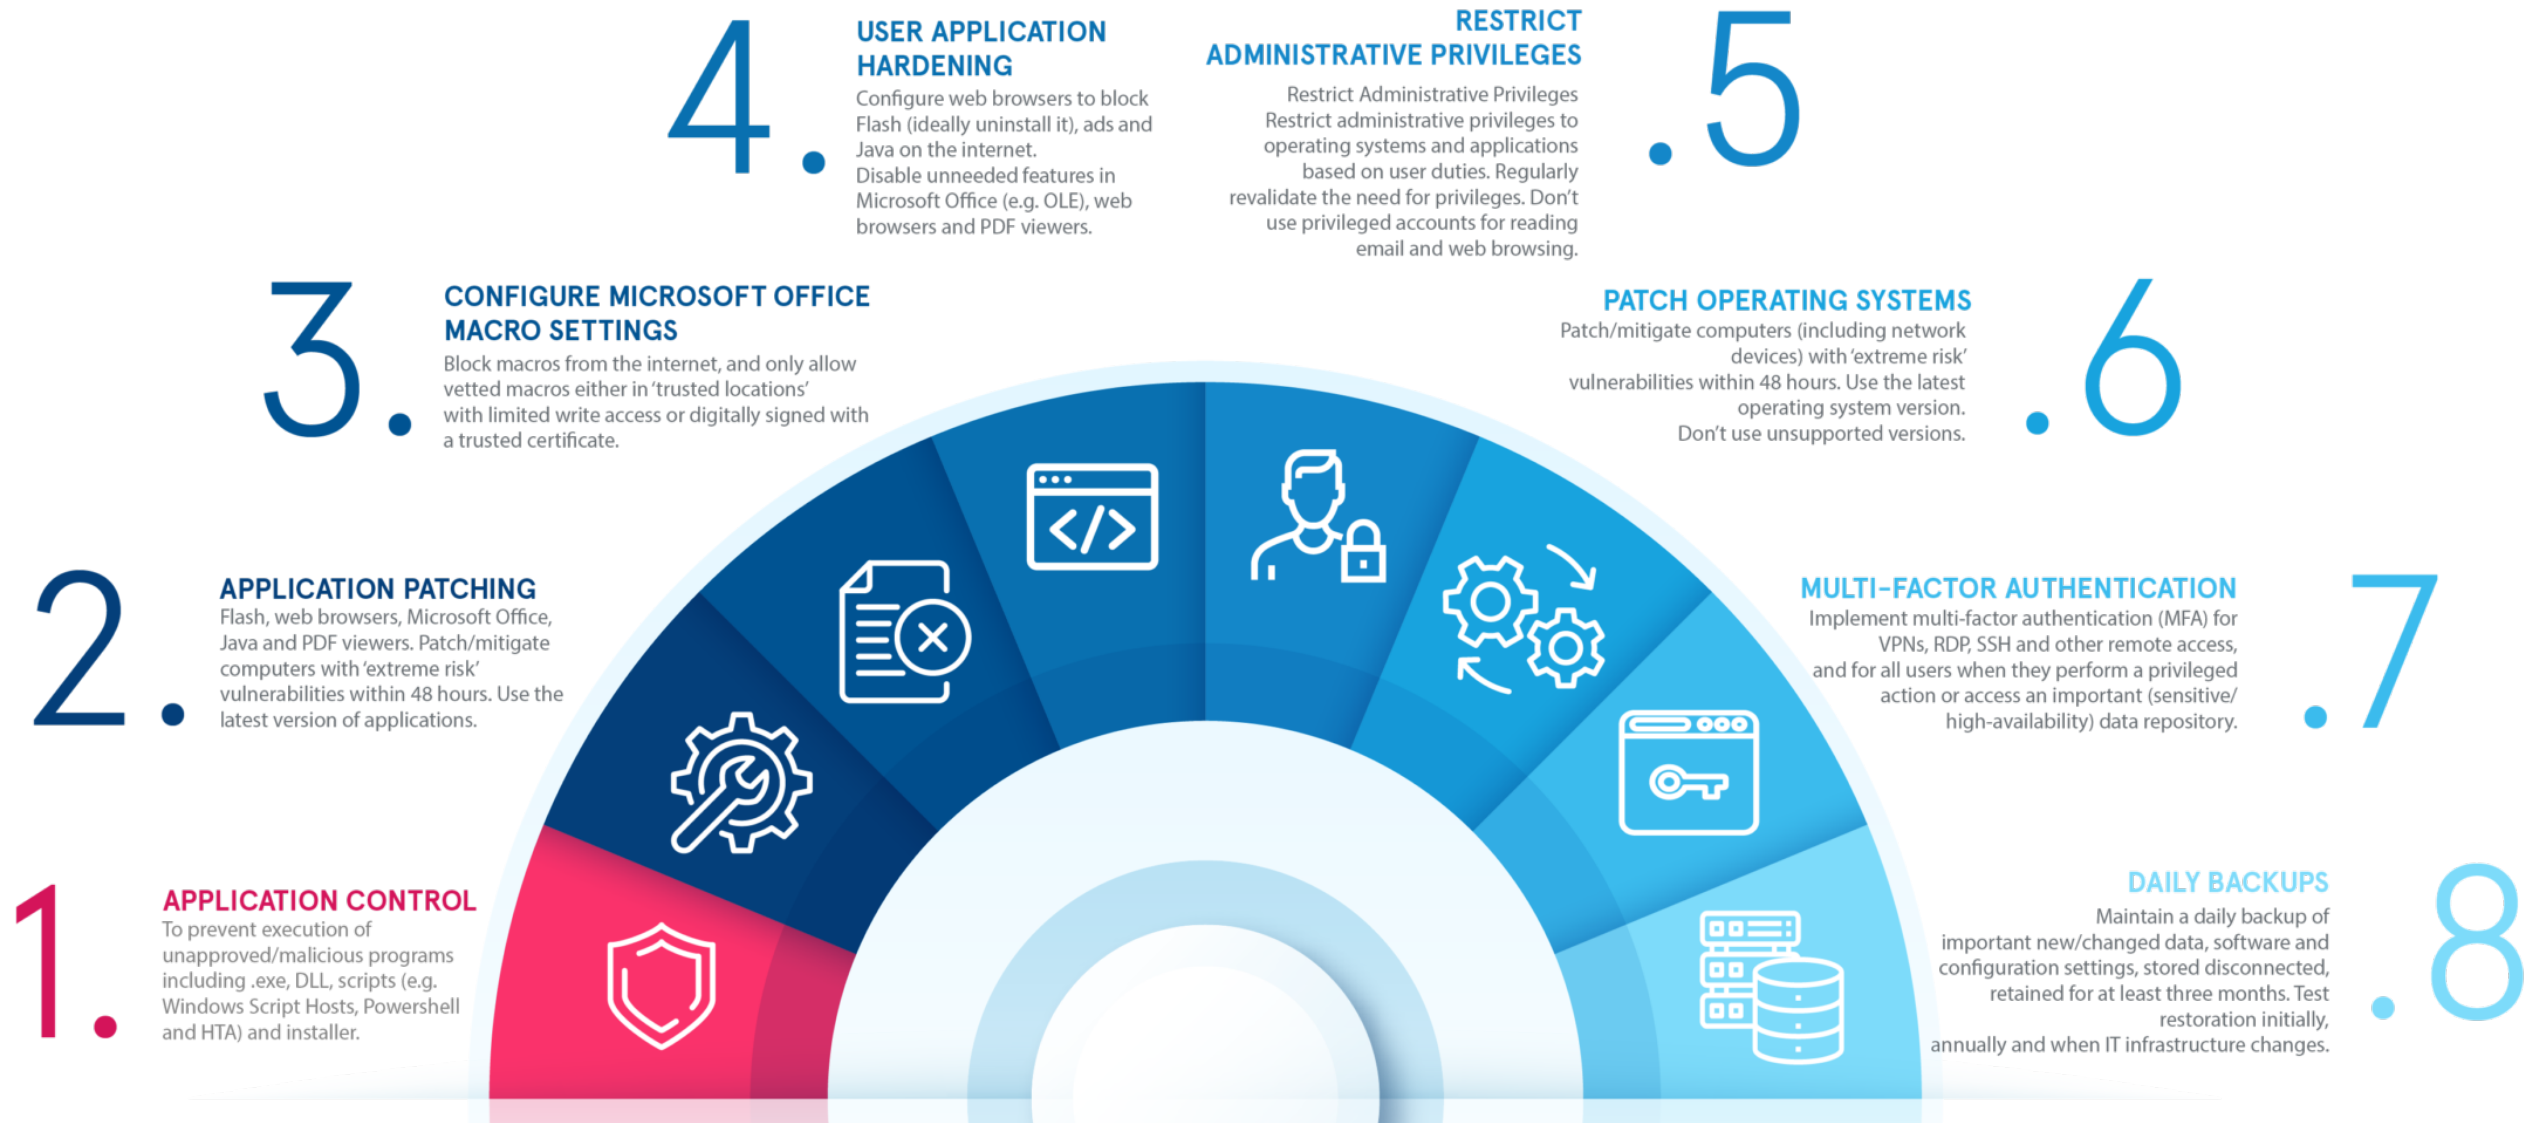 1.
APPLICATION CONTROL
To prevent execution of
unapproved/malicious programs
including .exe, DLL, scripts (e.g.
Windows Script Hosts, Powershell
and HTA) and installer.
2.
APPLICATION PATCHING
Flash, web browsers, Microsoft Office,
Java and PDF viewers. Patch/mitigate
computers with ‘extreme risk’
vulnerabilities within 48 hours. Use the
latest version of applications.
3.
CONFIGURE MICROSOFT OFFICE
MACRO SETTINGS
Block macros from the internet, and only allow
vetted macros either in ‘trusted locations’
with limited write access or digitally signed with
a trusted certificate.
4.
USER APPLICATION
HARDENING
Configure web browsers to block
Flash (ideally uninstall it), ads and
Java on the internet.
Disable unneeded features in
Microsoft Office (e.g. OLE), web
browsers and PDF viewers.
</>
.5
RESTRICT
ADMINISTRATIVE PRIVILEGES
Restrict Administrative Privileges
Restrict administrative privileges to
operating systems and applications
based on user duties. Regularly
revalidate the need for privileges. Don’t
use privileged accounts for reading
email and web browsing.
.6
PATCH OPERATING SYSTEMS
Patch/mitigate computers (including network
devices) with ‘extreme risk’
vulnerabilities within 48 hours. Use the latest
operating system version.
Don’t use unsupported versions.
.7
MULTI-FACTOR AUTHENTICATION
Implement multi-factor authentication (MFA) for
VPNs, RDP, SSH and other remote access,
and for all users when they perform a privileged
action or access an important (sensitive/
high-availability) data repository.
.8
DAILY BACKUPS
Maintain a daily backup of
important new/changed data, software and
configuration settings, stored disconnected,
retained for at least three months. Test
restoration initially,
annually and when IT infrastructure changes.